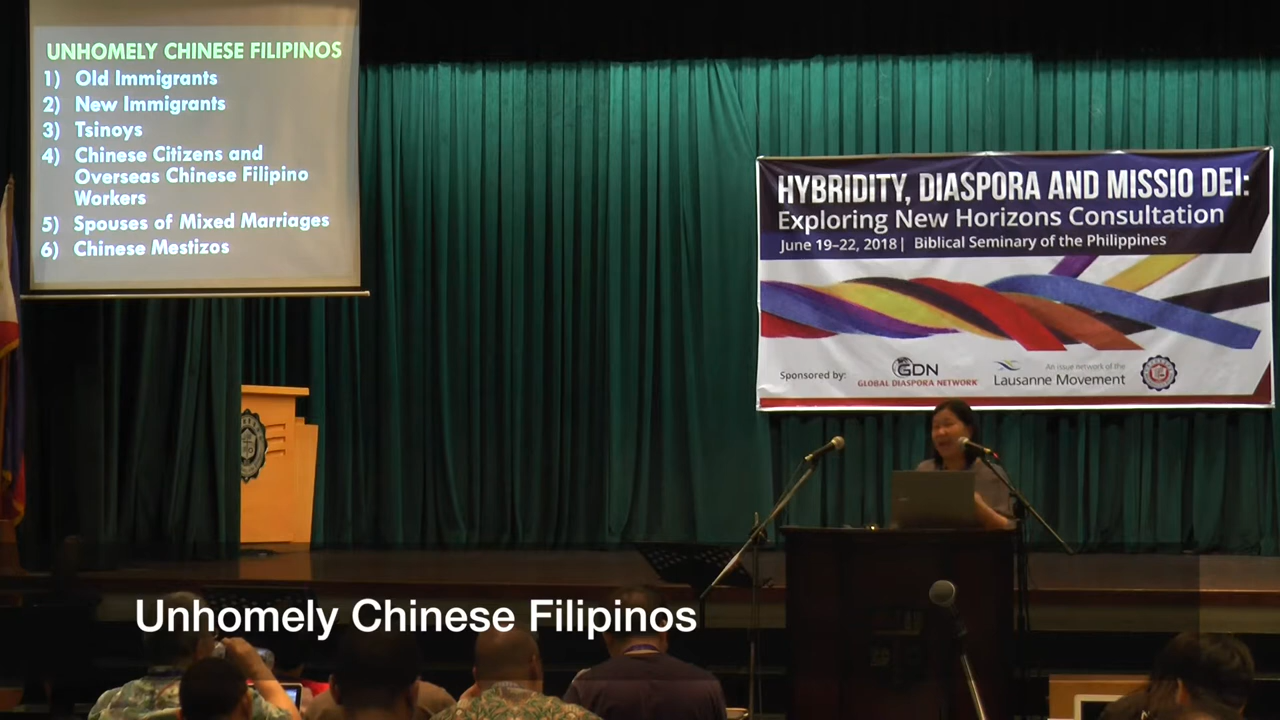 UNHOMELY CHINESE FILIPINOS
1) Old Immigrants
2) New Immigrants
3) Tsinoys
4) Chinese Citizens and
Overseas Chinese Filipino
Workers
5) Spouses of Mixed Marriages
6) Chinese Mestizos
HYBRIDITY, DIASPORA AND MISSIO DEI:
Exploring New Horizons Consultation
June 19–22, 2018 | Biblical Seminary of the Philippines
Sponsored by:
GDN
GLOBAL DIASPORA NETWORK
An issue network of the
Lausanne Movement
Unhomely Chinese Filipinos